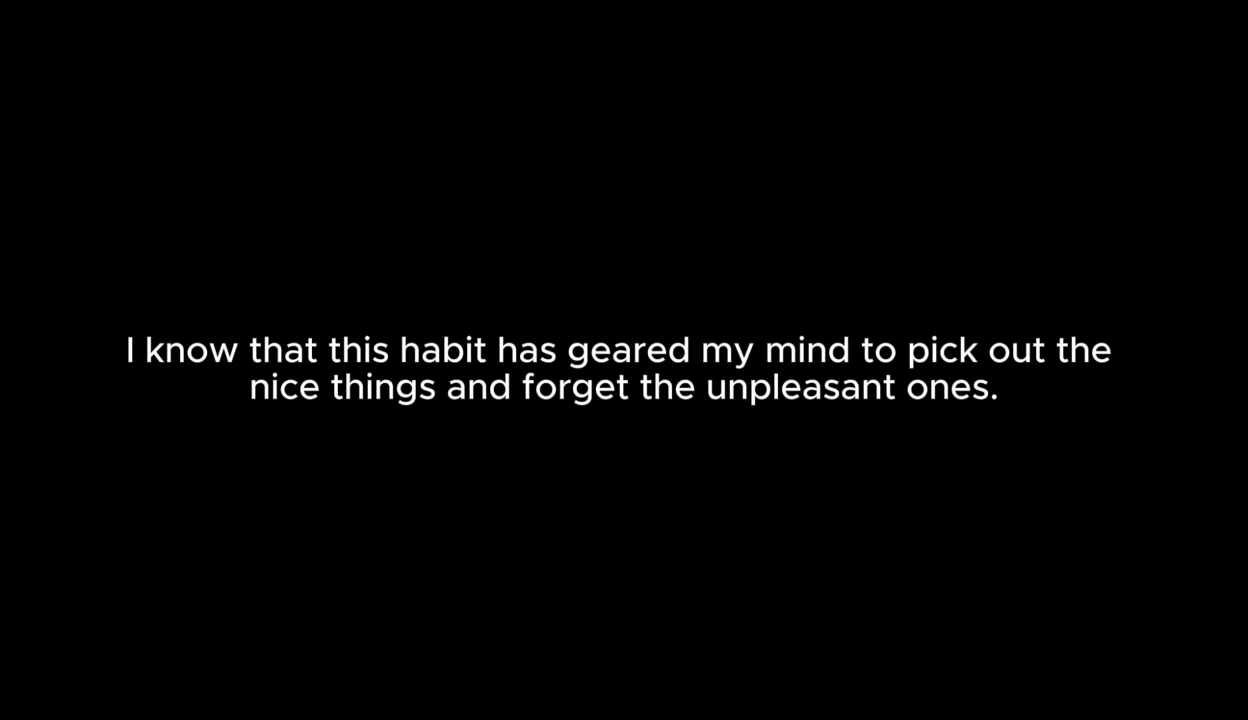 I know that this habit has geared my mind to pick out the
nice things and forget the unpleasant ones.